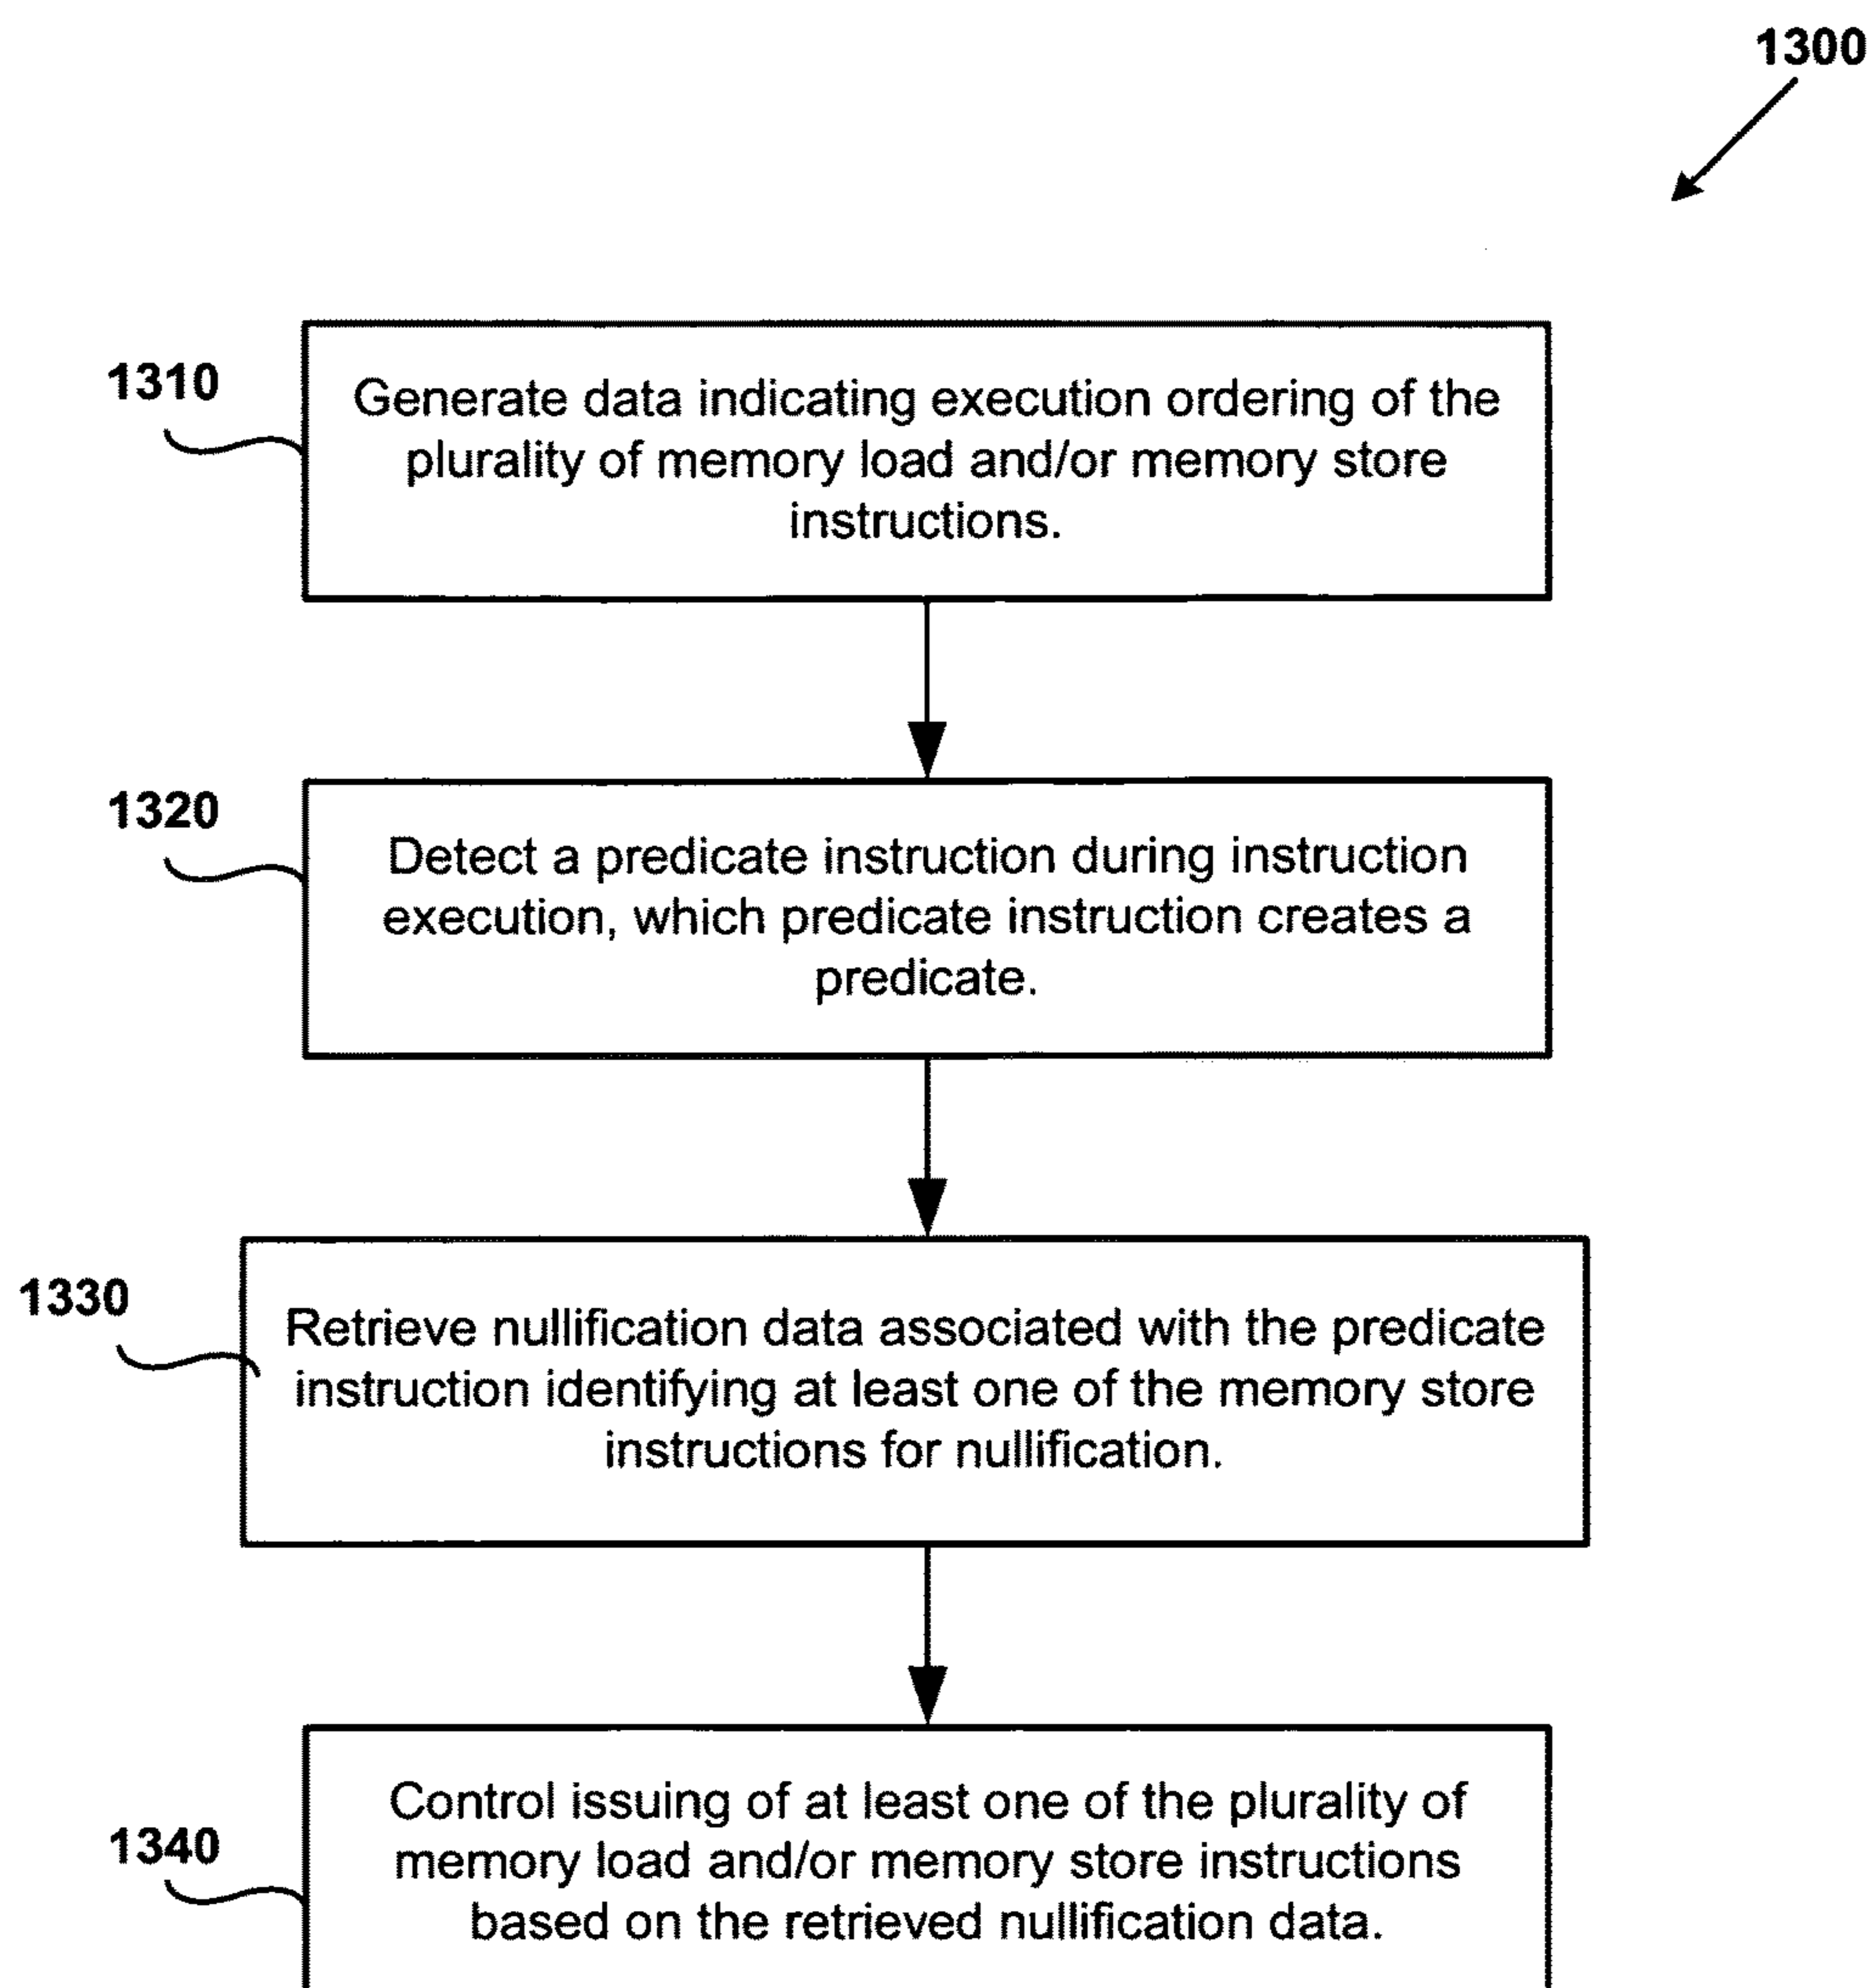 1300
1310
Generate data indicating execution ordering of the
plurality of memory load and/or memory store
instructions.
1320
Detect a predicate instruction during instruction
execution, which predicate instruction creates a
predicate.
1330
Retrieve nullification data associated with the predicate
instruction identifying at least one of the memory store
instructions for nullification.
1340
Control issuing of at least one of the plurality of
memory load and/or memory store instructions
based on the retrieved nullification data.